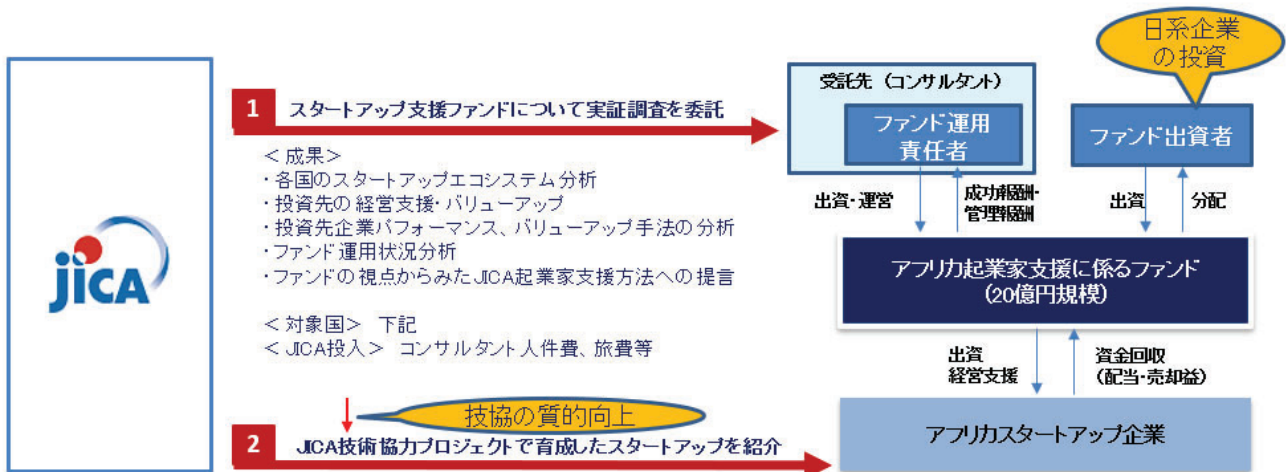 JICA
1 スタートアップ支援ファンドについて実証調査を委託
＜成果＞
・各国のスタートアップエコシステム分析
・投資先の経営支援・バリューアップ
・投資先企業パフォーマンス、バリューアップ手法の分析
・ファンド運用状況分析
・ファンドの視点からみたJICA起業家支援方法への提言
＜対象国＞ 下記
＜JICA投入＞ コンサルタント人件費、旅費等
技協の質的向上
2 JICA技術協力プロジェクトで育成したスタートアップを紹介
受託先（コンサルタント）
ファンド運用
責任者
日系企業
の投資
ファンド出資者
出資・運営
成功報酬・
管理報酬
出資
分配
アフリカ起業家支援に係るファンド
(20億円規模)
出資
経営支援
資金回収
(配当・売却益)
アフリカスタートアップ企業